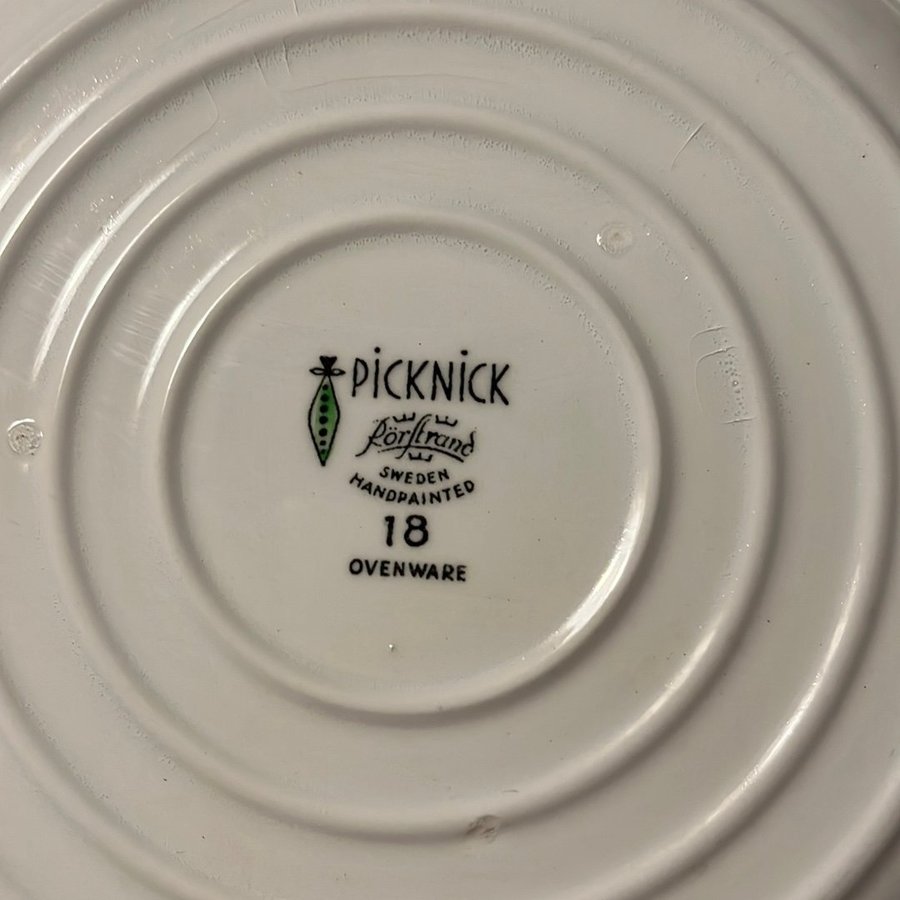 PiCKNiCK
Rörstrand
SWEDEN
HANDPAINTED
18
OVENWARE